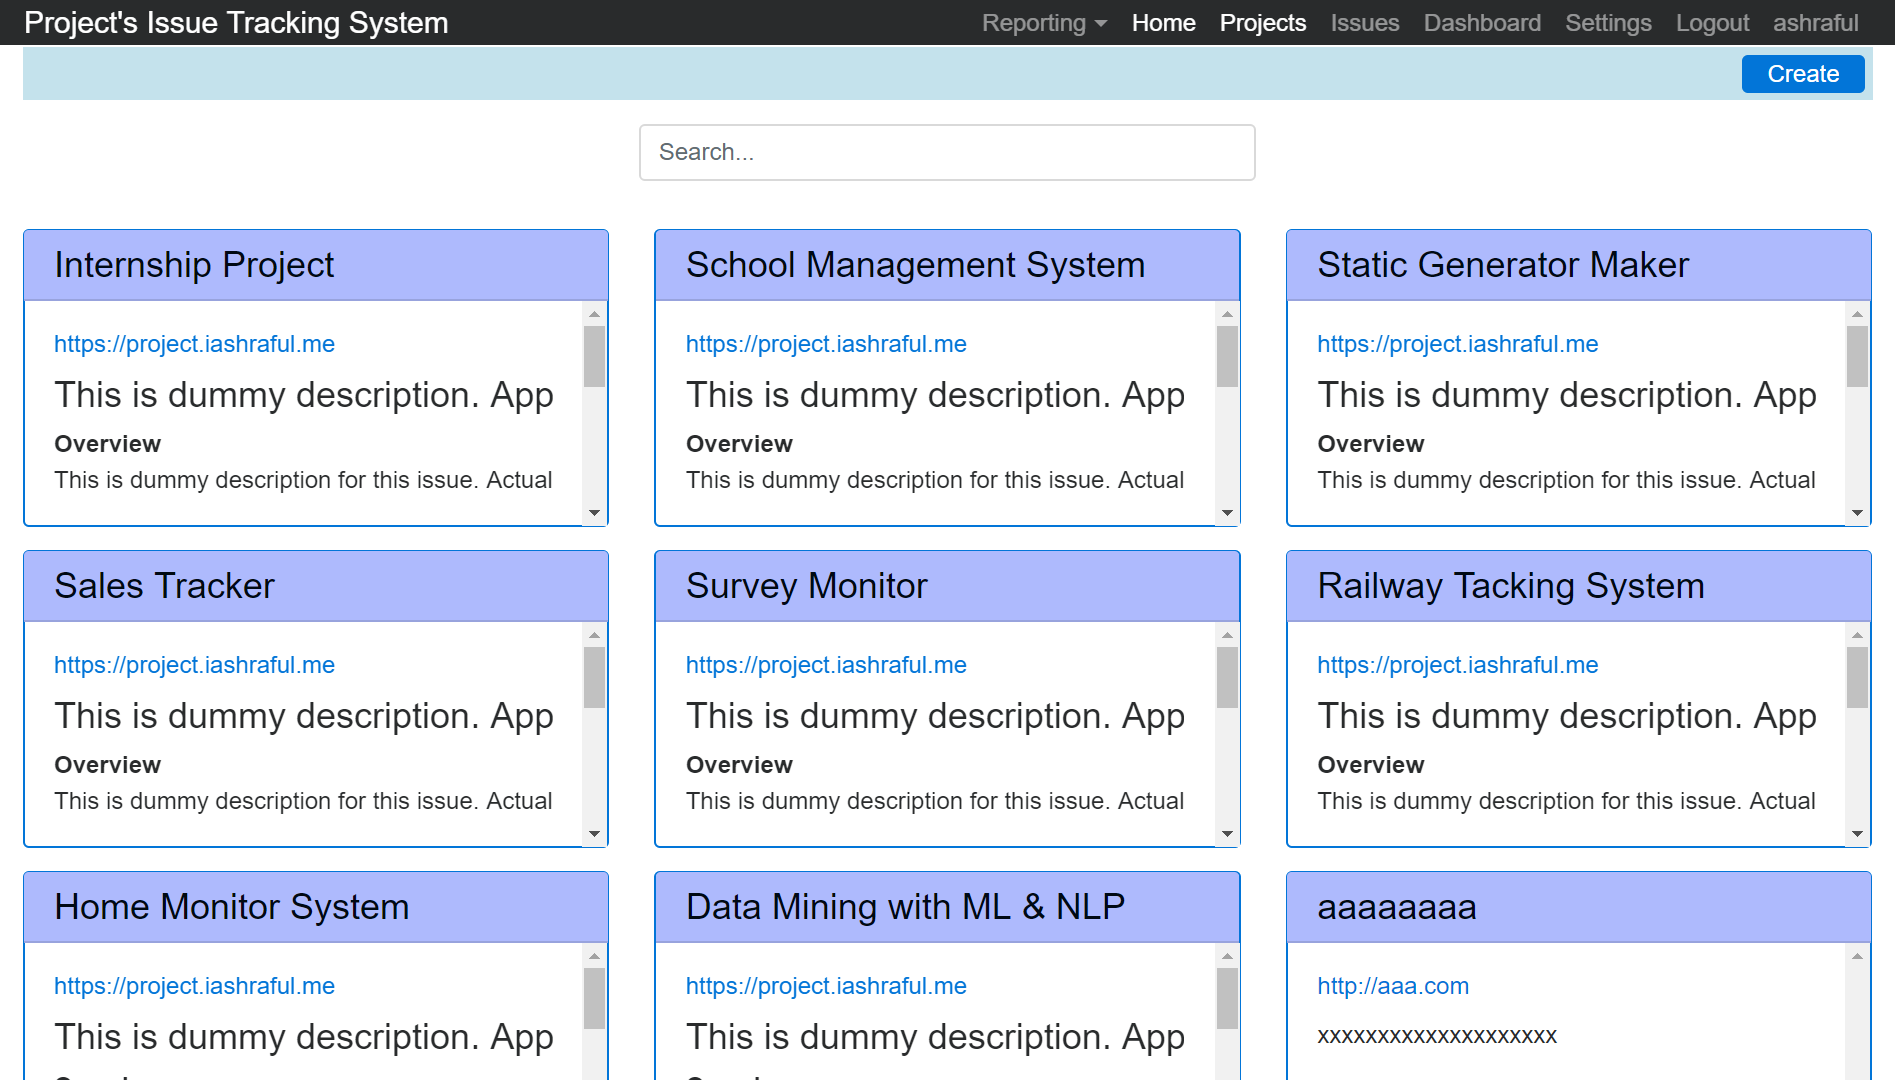 Project's Issue Tracking System
Reporting Home Projects Issues Dashboard Settings Logout ashraful
Create
Search...
Internship Project
https://project.iashraful.me
This is dummy description. App
Overview
This is dummy description for this issue. Actual
School Management System
https://project.iashraful.me
This is dummy description. App
Overview
This is dummy description for this issue. Actual
Static Generator Maker
https://project.iashraful.me
This is dummy description. App
Overview
This is dummy description for this issue. Actual
Sales Tracker
https://project.iashraful.me
This is dummy description. App
Overview
This is dummy description for this issue. Actual
Survey Monitor
https://project.iashraful.me
This is dummy description. App
Overview
This is dummy description for this issue. Actual
Railway Tacking System
https://project.iashraful.me
This is dummy description. App
Overview
This is dummy description for this issue. Actual
Home Monitor System
https://project.iashraful.me
This is dummy description. App
Data Mining with ML & NLP
https://project.iashraful.me
This is dummy description. App
aaaaaaaa
http://aaa.com
xxxxxxxxxxxxxxxxxxxx